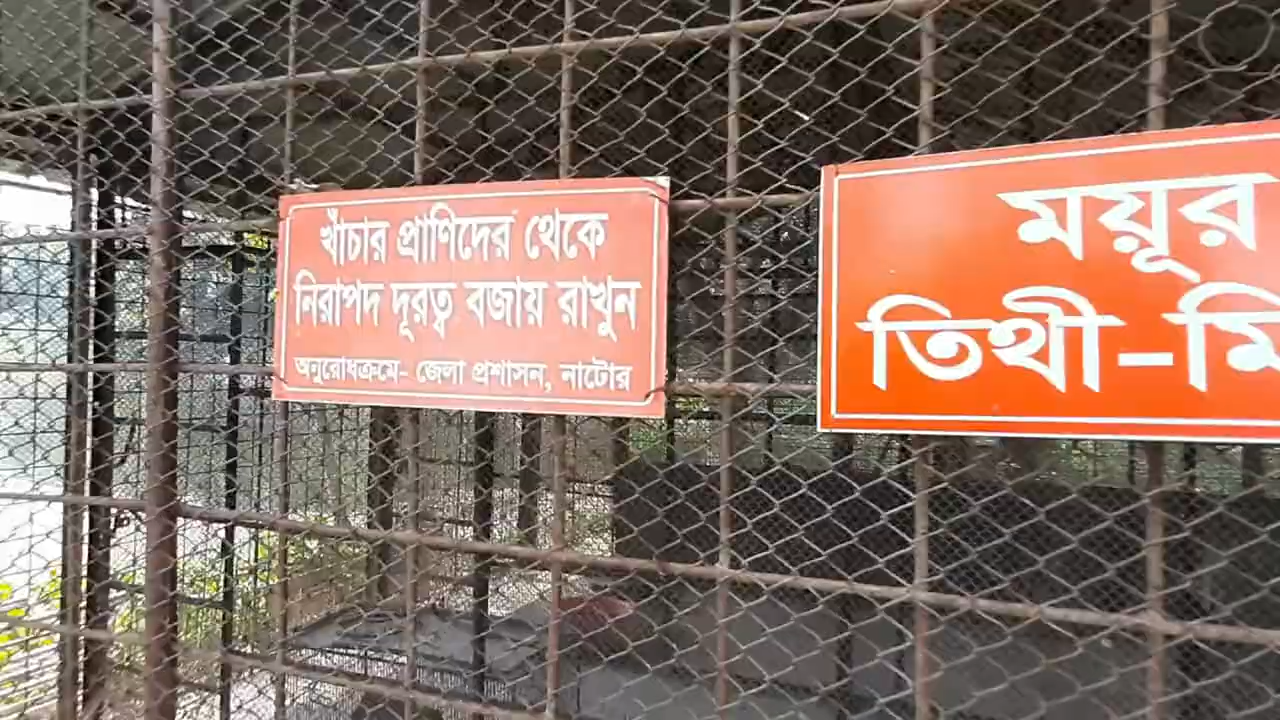 খাঁচার প্রাণিদের থেকে
নিরাপদ দূরত্ব বজায় রাখুন
অনুরোধক্রমে- জেলা প্রশাসন, নাটোর
ময়ূর
তিথী-মি